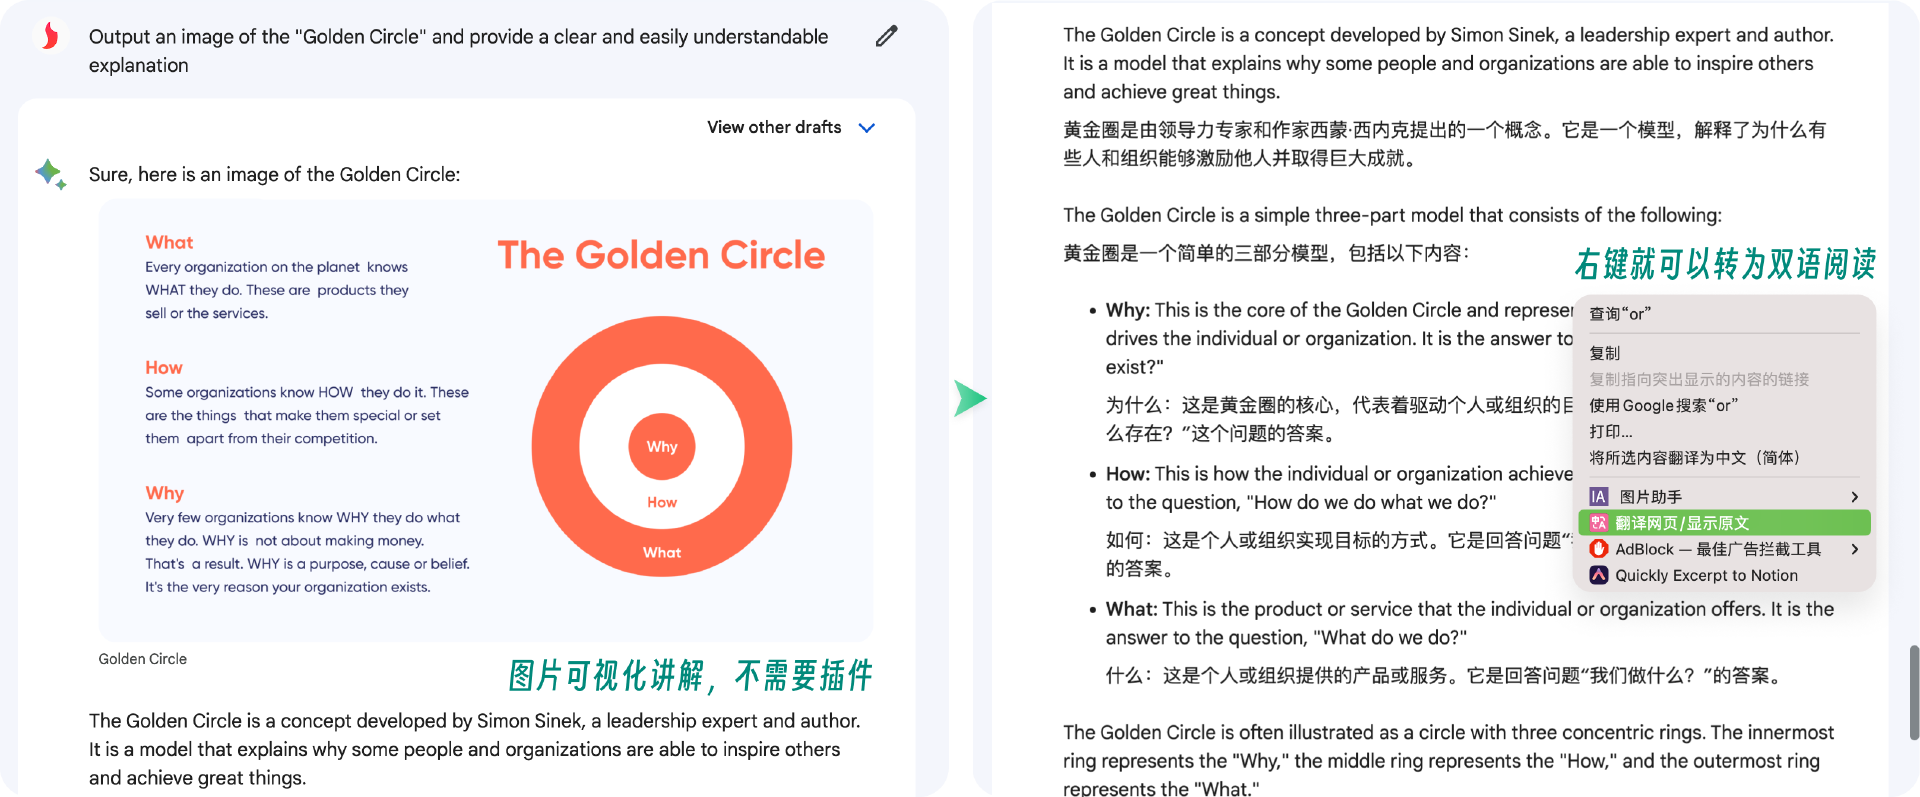 Output an image of the "Golden Circle" and provide a clear and easily understandable
explanation
View other drafts
Sure, here is an image of the Golden Circle:
What
Every organization on the planet knows
WHAT they do. These are products they
sell or the services.
How
Some organizations know HOW they do it. These
are the things that make them special or set
them apart from their competition.
Why
Very few organizations know WHY they do what
they do. WHY is not about making money.
That's a result. WHY is a purpose, cause or belief.
It's the very reason your organization exists.
The Golden Circle
Why
How
What
Golden Circle
图片可视化讲解，不需要插件
The Golden Circle is a concept developed by Simon Sinek, a leadership expert and author.
It is a model that explains why some people and organizations are able to inspire others
and achieve great things.
The Golden Circle is a concept developed by Simon Sinek, a leadership expert and author.
It is a model that explains why some people and organizations are able to inspire others
and achieve great things.
黄金圈是由领导力专家和作家西蒙·西内克提出的一个概念。它是一个模型，解释了为什么有
些人和组织能够激励他人并取得巨大成就。
The Golden Circle is a simple three-part model that consists of the following:
黄金圈是一个简单的三部分模型，包括以下内容：
右键就可以转为双语阅读
• Why: This is the core of the Golden Circle and represen
drives the individual or organization. It is the answer to
exist?"
为什么：这是黄金圈的核心，代表着驱动个人或组织的目
么存在？”这个问题的答案。
• How: This is how the individual or organization achieve
to the question, "How do we do what we do?"
如何：这是个人或组织实现目标的方式。它是回答问题“
的答案。
• What: This is the product or service that the individual or organization offers. It is the
answer to the question, "What do we do?"
什么：这是个人或组织提供的产品或服务。它是回答问题“我们做什么？”的答案。
The Golden Circle is often illustrated as a circle with three concentric rings. The innermost
ring represents the "Why," the middle ring represents the "How," and the outermost ring
represents the "What."
查询“or”
复制
复制指向突出显示的内容的链接
使用 Google 搜索“or”
打印...
将所选内容翻译为中文（简体）
IA 图片助手
翻译网页/显示原文
AdBlock — 最佳广告拦截工具
Quickly Excerpt to Notion